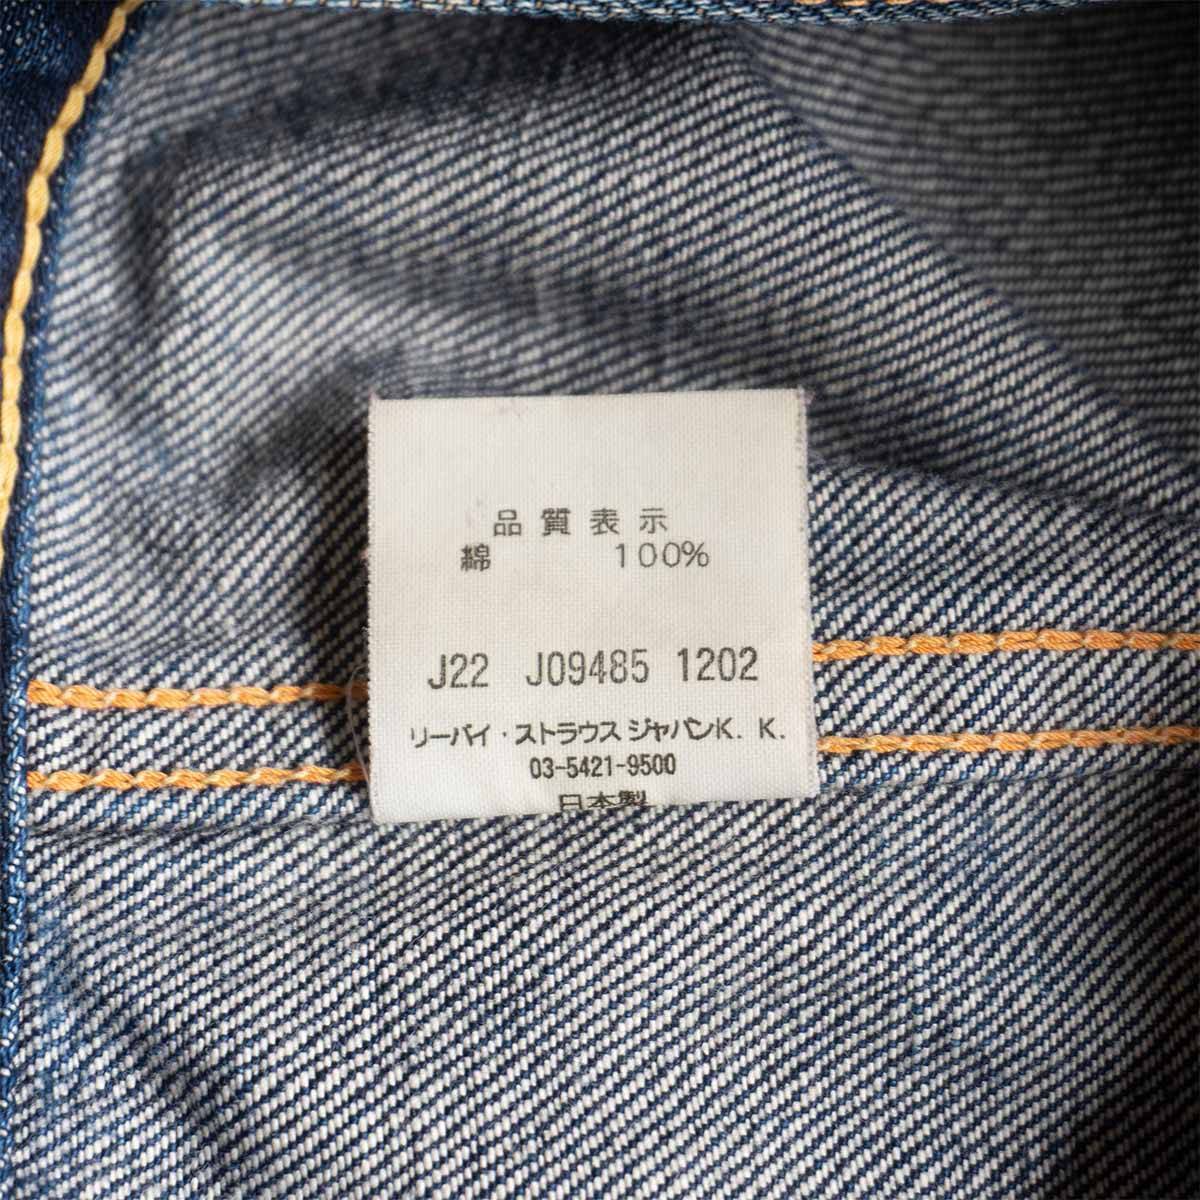 品質表示
綿 100%
J22 J09485 1202
リーバイ・ストラウス ジャパンK. K.
03-5421-9500
日本製